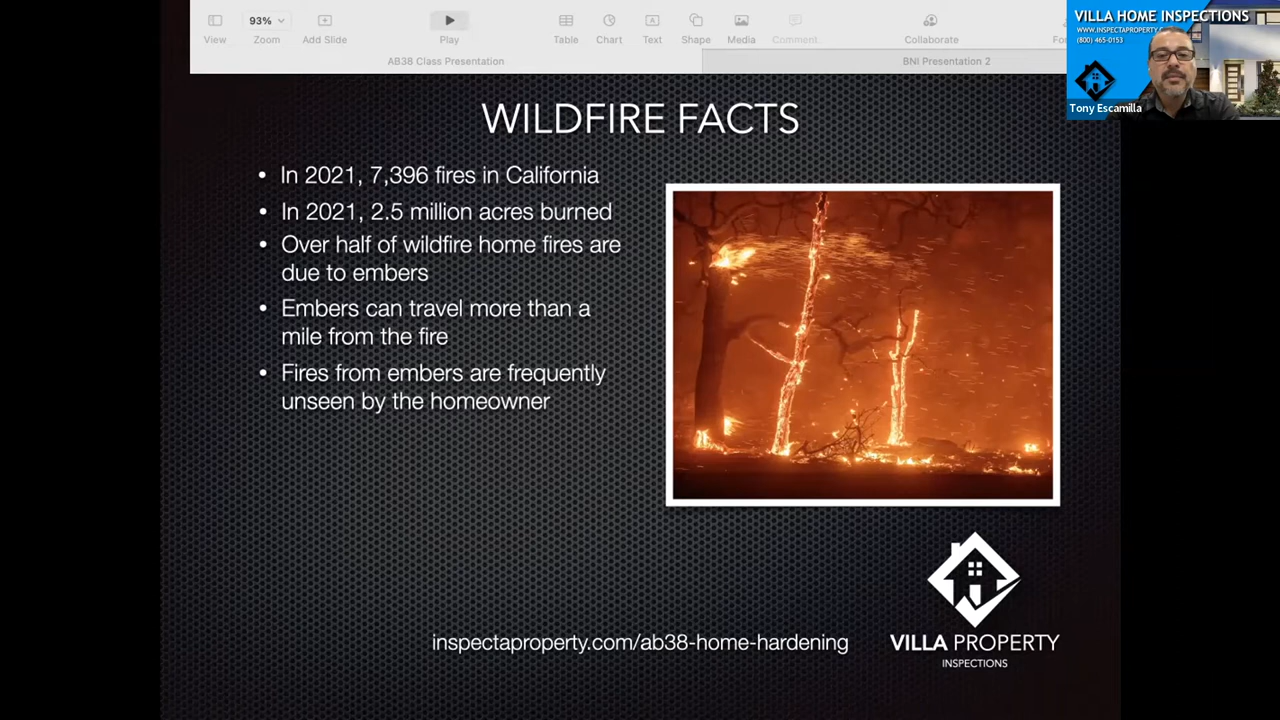 93%
View
Zoom
Add Slide
Play
Table
Chart
Text
Shape
Media
Comment
Collaborate
AB38 Class Presentation
BNI Presentation 2
VILLA HOME INSPECTIONS
(800) 465-0153
Tony Escamilla
WILDFIRE FACTS
• In 2021, 7,396 fires in California
• In 2021, 2.5 million acres burned
• Over half of wildfire home fires are
due to embers
• Embers can travel more than a
mile from the fire
• Fires from embers are frequently
unseen by the homeowner
inspectaproperty.com/ab38-home-hardening
VILLA PROPERTY
INSPECTIONS